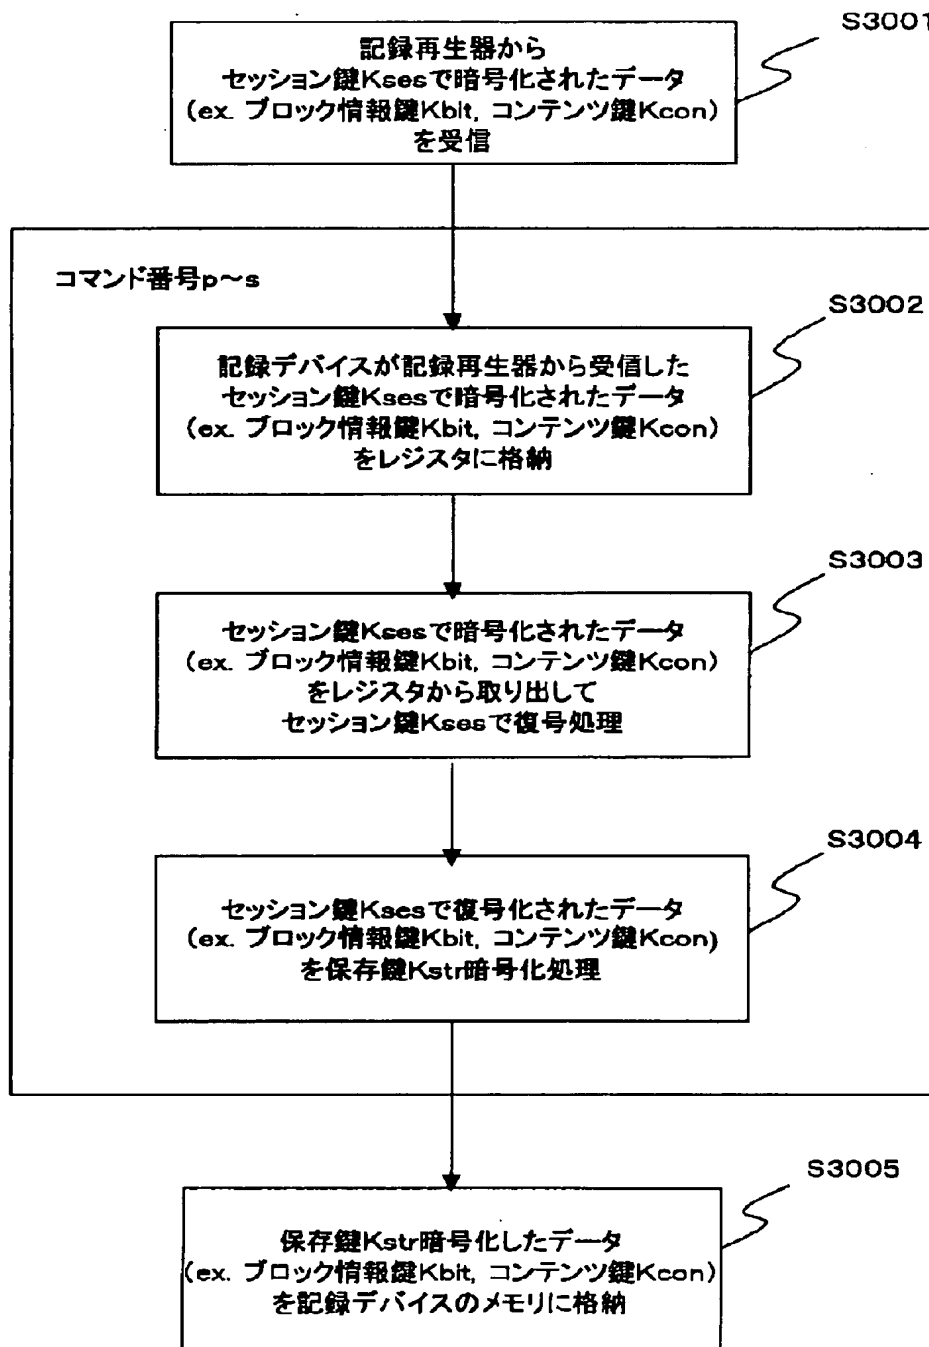 S3001
記録再生器から
セッション鍵Ksesで暗号化されたデータ
(ex. ブロック情報鍵Kbit, コンテンツ鍵Kcon)
を受信
コマンド番号p～s
S3002
記録デバイスが記録再生器から受信した
セッション鍵Ksesで暗号化されたデータ
(ex. ブロック情報鍵Kbit, コンテンツ鍵Kcon)
をレジスタに格納
S3003
セッション鍵Ksesで暗号化されたデータ
(ex. ブロック情報鍵Kbit, コンテンツ鍵Kcon)
をレジスタから取り出して
セッション鍵Ksesで復号処理
S3004
セッション鍵Ksesで復号化されたデータ
(ex. ブロック情報鍵Kbit, コンテンツ鍵Kcon)
を保存鍵Kstr暗号化処理
S3005
保存鍵Kstr暗号化したデータ
(ex. ブロック情報鍵Kbit, コンテンツ鍵Kcon)
を記録デバイスのメモリに格納